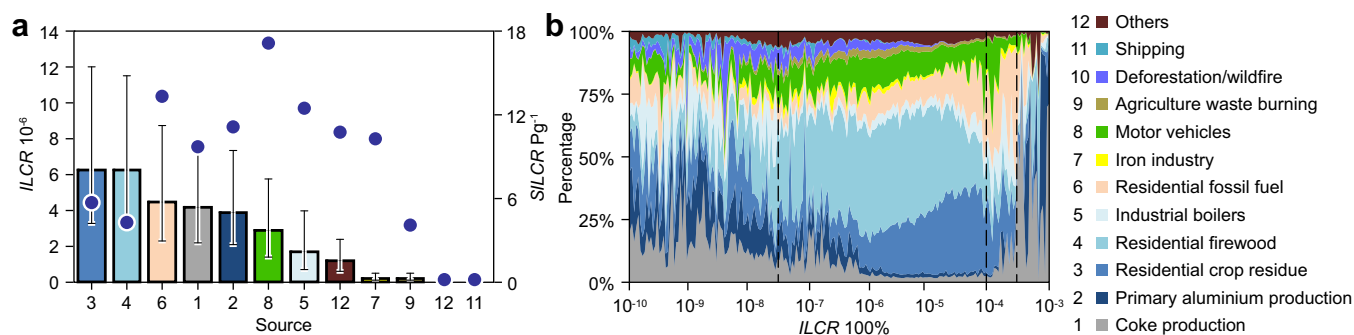 a
14
12
10
8
6
4
2
0
ILCR 10-6
18
12
6
0
SILCR Pg-1
3 4 6 1 2 8 5 12 7 9 12 11
Source
b
100%
75%
50%
25%
0%
Percentage
10-10 10-9 10-8 10-7 10-6 10-5 10-4 10-3
ILCR 100%
12 Others
11 Shipping
10 Deforestation/wildfire
9 Agriculture waste burning
8 Motor vehicles
7 Iron industry
6 Residential fossil fuel
5 Industrial boilers
4 Residential firewood
3 Residential crop residue
2 Primary aluminium production
1 Coke production